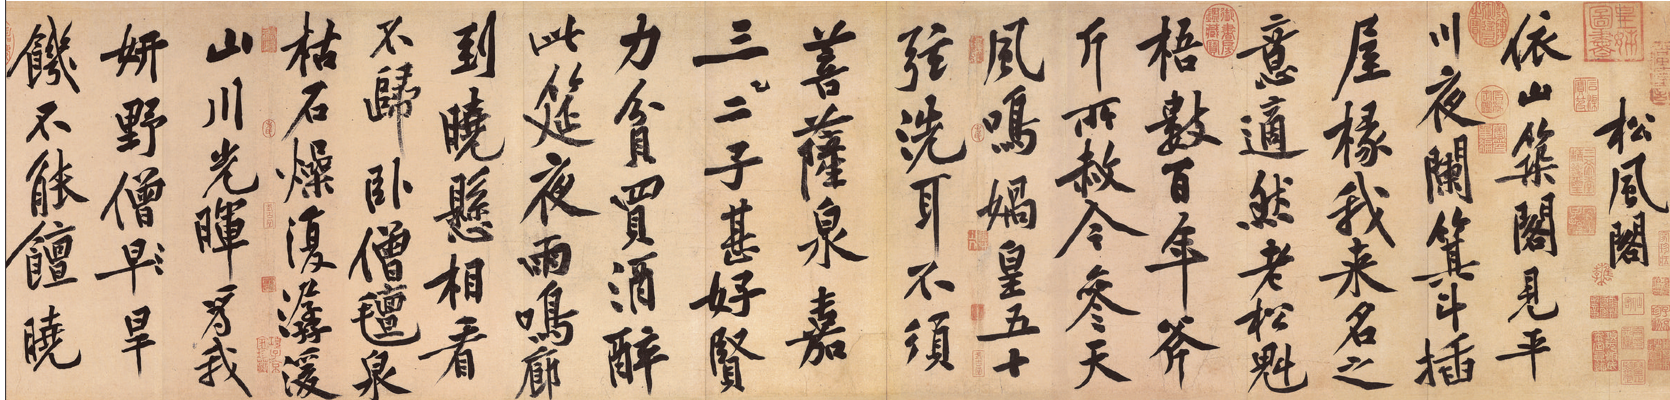 松風閣
依山築閣見平
川夜闌箕斗插
屋椽我来名之
意適然老松魁
梧數百年斧
斤所赦今參天
風鳴媧皇五十
弦洗耳不須
菩薩泉嘉
三二子甚好賢
力貧買酒醉
此筵夜雨鳴廊
到曉懸相看
不歸卧僧氊泉
枯石燥復潺湲
山川光暉為我
妍野僧早旱
饑不能饘曉